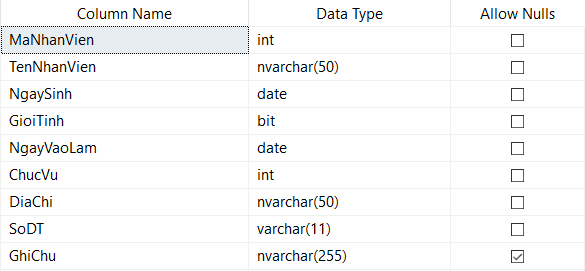 Column Name Data Type Allow Nulls
MaNhanVien int
TenNhanVien nvarchar(50)
NgaySinh date
GioiTinh bit
NgayVaoLam date
ChucVu int
DiaChi nvarchar(50)
SoDT varchar(11)
GhiChu nvarchar(255)